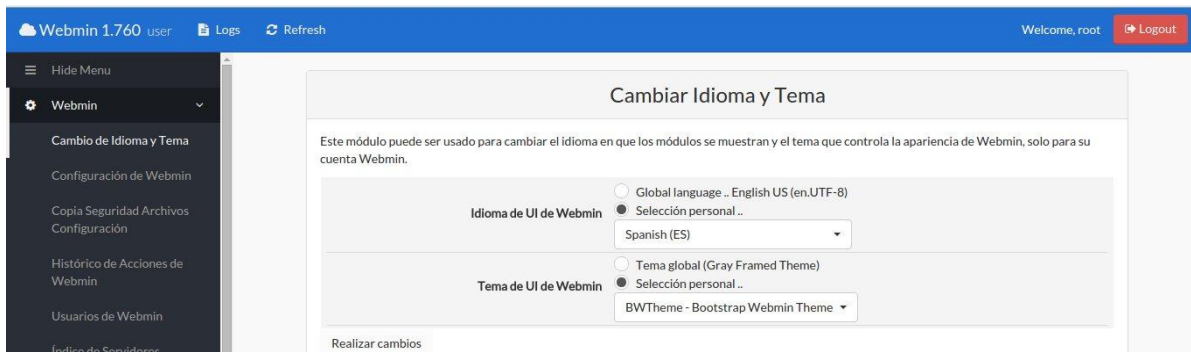 Webmin 1.760 user Logs Refresh Welcome, root Logout
Hide Menu
Webmin
Cambio de Idioma y Tema
Configuración de Webmin
Copia Seguridad Archivos
Configuración
Histórico de Acciones de
Webmin
Usuarios de Webmin
Índice de Servidores
Cambiar Idioma y Tema
Este módulo puede ser usado para cambiar el idioma en que los módulos se muestran y el tema que controla la apariencia de Webmin, solo para su
cuenta Webmin.
Idioma de UI de Webmin
Global language .. English US (en.UTF-8)
Selección personal ..
Spanish (ES)
Tema de UI de Webmin
Tema global (Gray Framed Theme)
Selección personal ..
BWTheme - Bootstrap Webmin Theme
Realizar cambios